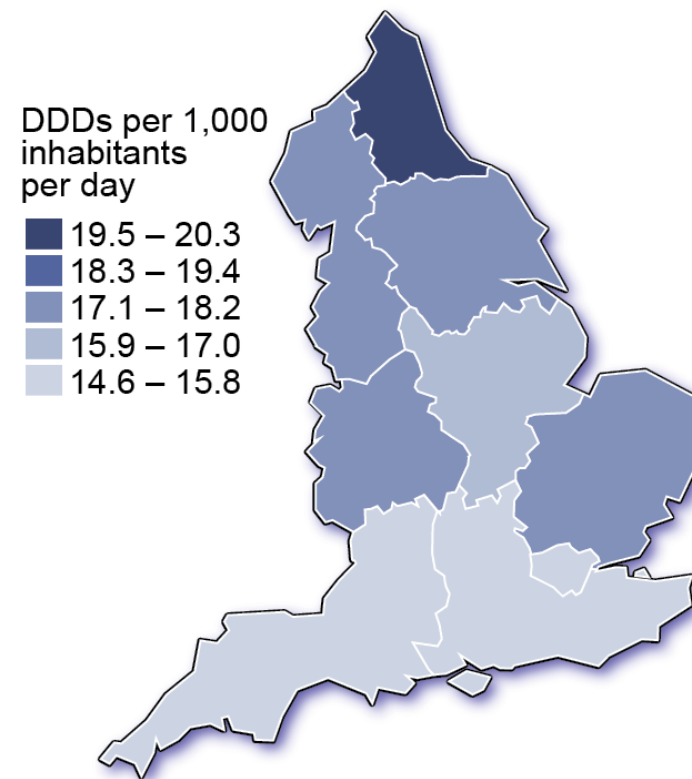 DDDs per 1,000
inhabitants
per day
19.5 – 20.3
18.3 – 19.4
17.1 – 18.2
15.9 – 17.0
14.6 – 15.8